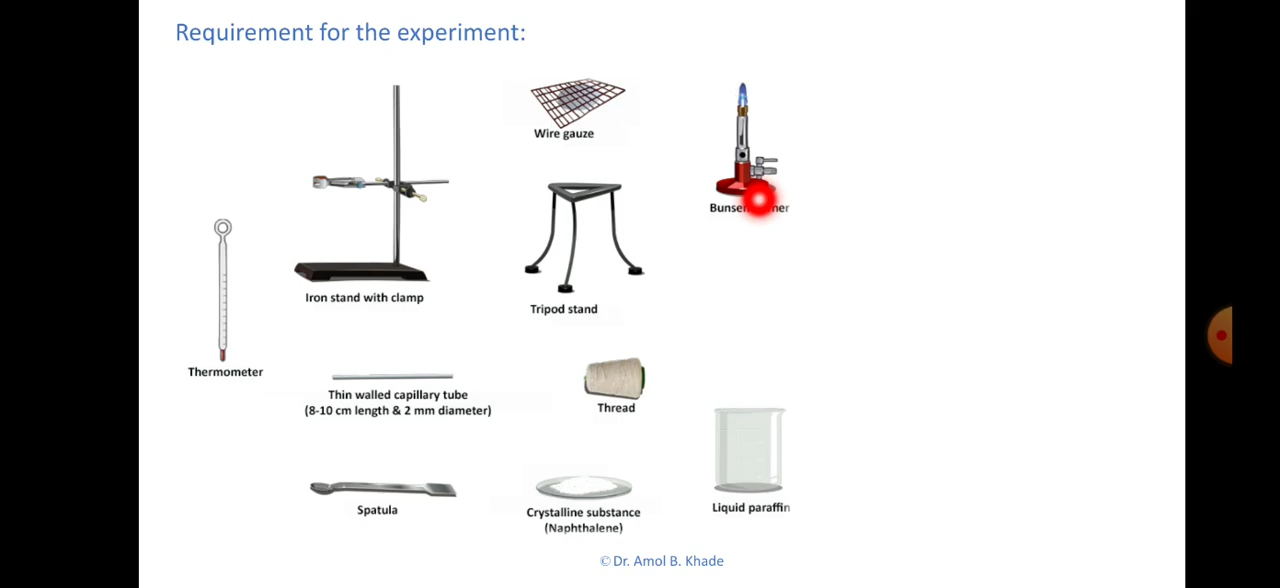 Requirement for the experiment:
Wire gauze
Iron stand with clamp
Tripod stand
Thermometer
Thin walled capillary tube
(8-10 cm length & 2 mm diameter)
Thread
Spatula
Crystalline substance
(Naphthalene)
Liquid paraffin
© Dr. Amol B. Khade